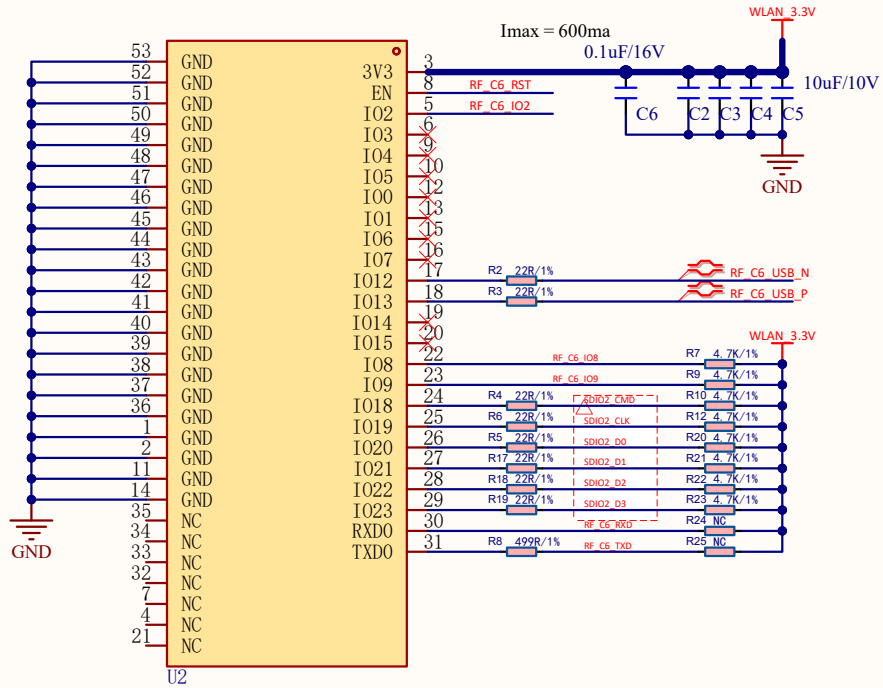 WLAN_3.3V
Imax = 600ma
0.1uF/16V
10uF/10V
C6 C2 C3 C4 C5
GND
53 GND
52 GND
51 GND
50 GND
49 GND
48 GND
47 GND
46 GND
45 GND
44 GND
43 GND
42 GND
41 GND
40 GND
39 GND
38 GND
37 GND
36 GND
1 GND
2 GND
11 GND
14 GND
35 NC
34 NC
33 NC
32 NC
7 NC
4 NC
21 NC
GND
U2
3V3 3
EN 8 RF_C6_RST
IO2 5 RF_C6_IO2
IO3 6
IO4 9
IO5 10
IO0 12
IO1 13
IO6 15
IO7 16
IO12 17 R2 22R/1% RF_C6_USB_N
IO13 18 R3 22R/1% RF_C6_USB_P
IO14 19
IO15 20
WLAN_3.3V
IO8 22 RF_C6_IO8 R7 4.7K/1%
IO9 23 RF_C6_IO9 R9 4.7K/1%
IO18 24 R4 22R/1% SDIO2_CMD R10 4.7K/1%
IO19 25 R6 22R/1% SDIO2_CLK R12 4.7K/1%
IO20 26 R5 22R/1% SDIO2_D0 R20 4.7K/1%
IO21 27 R17 22R/1% SDIO2_D1 R21 4.7K/1%
IO22 28 R18 22R/1% SDIO2_D2 R22 4.7K/1%
IO23 29 R19 22R/1% SDIO2_D3 R23 4.7K/1%
RXD0 30 RF_C6_RXD R24 NC
TXD0 31 R8 499R/1% RF_C6_TXD R25 NC